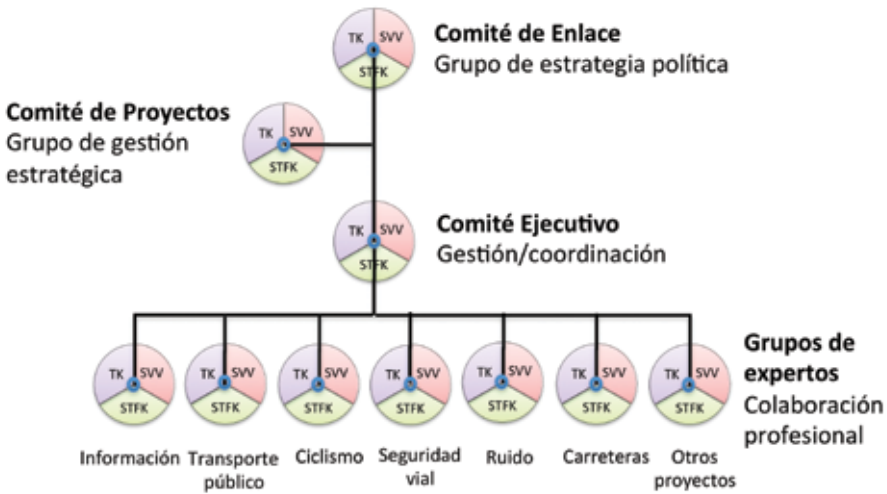 TK SVV
STFK
Comité de Enlace
Grupo de estrategia política
Comité de Proyectos
Grupo de gestión
estratégica
TK SVV
STFK
TK SVV
STFK
Comité Ejecutivo
Gestión/coordinación
TK SVV
STFK
TK SVV
STFK
TK SVV
STFK
TK SVV
STFK
TK SVV
STFK
TK SVV
STFK
TK SVV
STFK
Grupos de
expertos
Colaboración
profesional
Información
Transporte
público
Ciclismo
Seguridad
vial
Ruido
Carreteras
Otros
proyectos